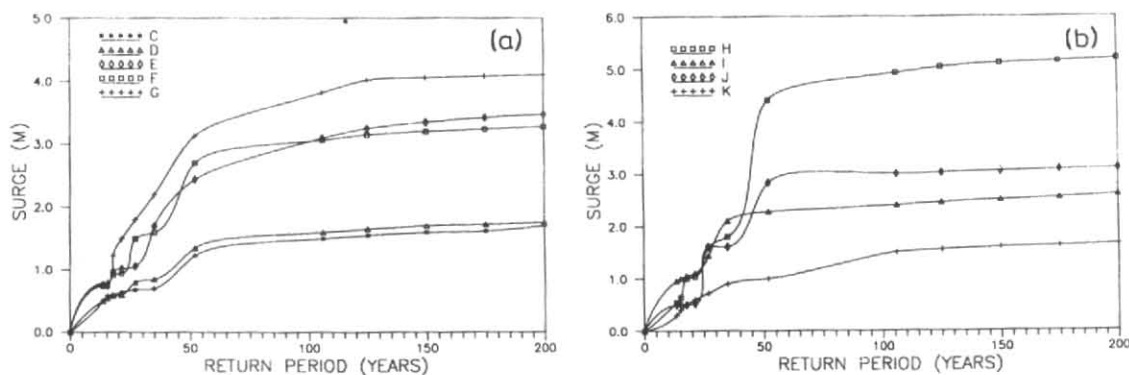 (a)
C
D
E
F
G
5.0
4.0
3.0
2.0
1.0
0.0
SURGE (M)
0
50
100
150
200
RETURN PERIOD (YEARS)
(b)
H
I
J
K
6.0
5.0
4.0
3.0
2.0
1.0
0.0
SURGE (M)
0
50
100
150
200
RETURN PERIOD (YEARS)